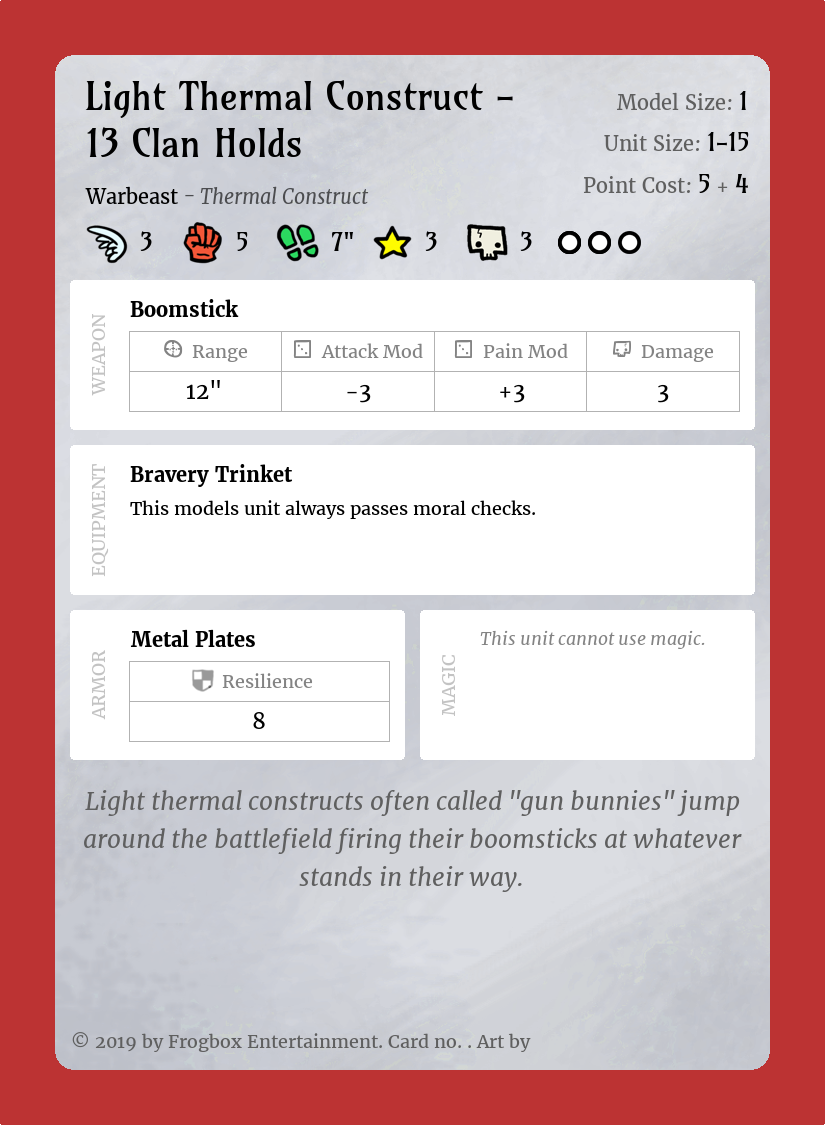 Light Thermal Construct –
13 Clan Holds
Model Size: 1
Unit Size: 1–15
Point Cost: 5 + 4
Warbeast – Thermal Construct
3 5 7" 3 3
WEAPON
Boomstick
Range Attack Mod Pain Mod Damage
12" -3 +3 3
EQUIPMENT
Bravery Trinket
This models unit always passes moral checks.
ARMOR
Metal Plates
Resilience
8
MAGIC
This unit cannot use magic.
Light thermal constructs often called "gun bunnies" jump
around the battlefield firing their boomsticks at whatever
stands in their way.
© 2019 by Frogbox Entertainment. Card no. . Art by